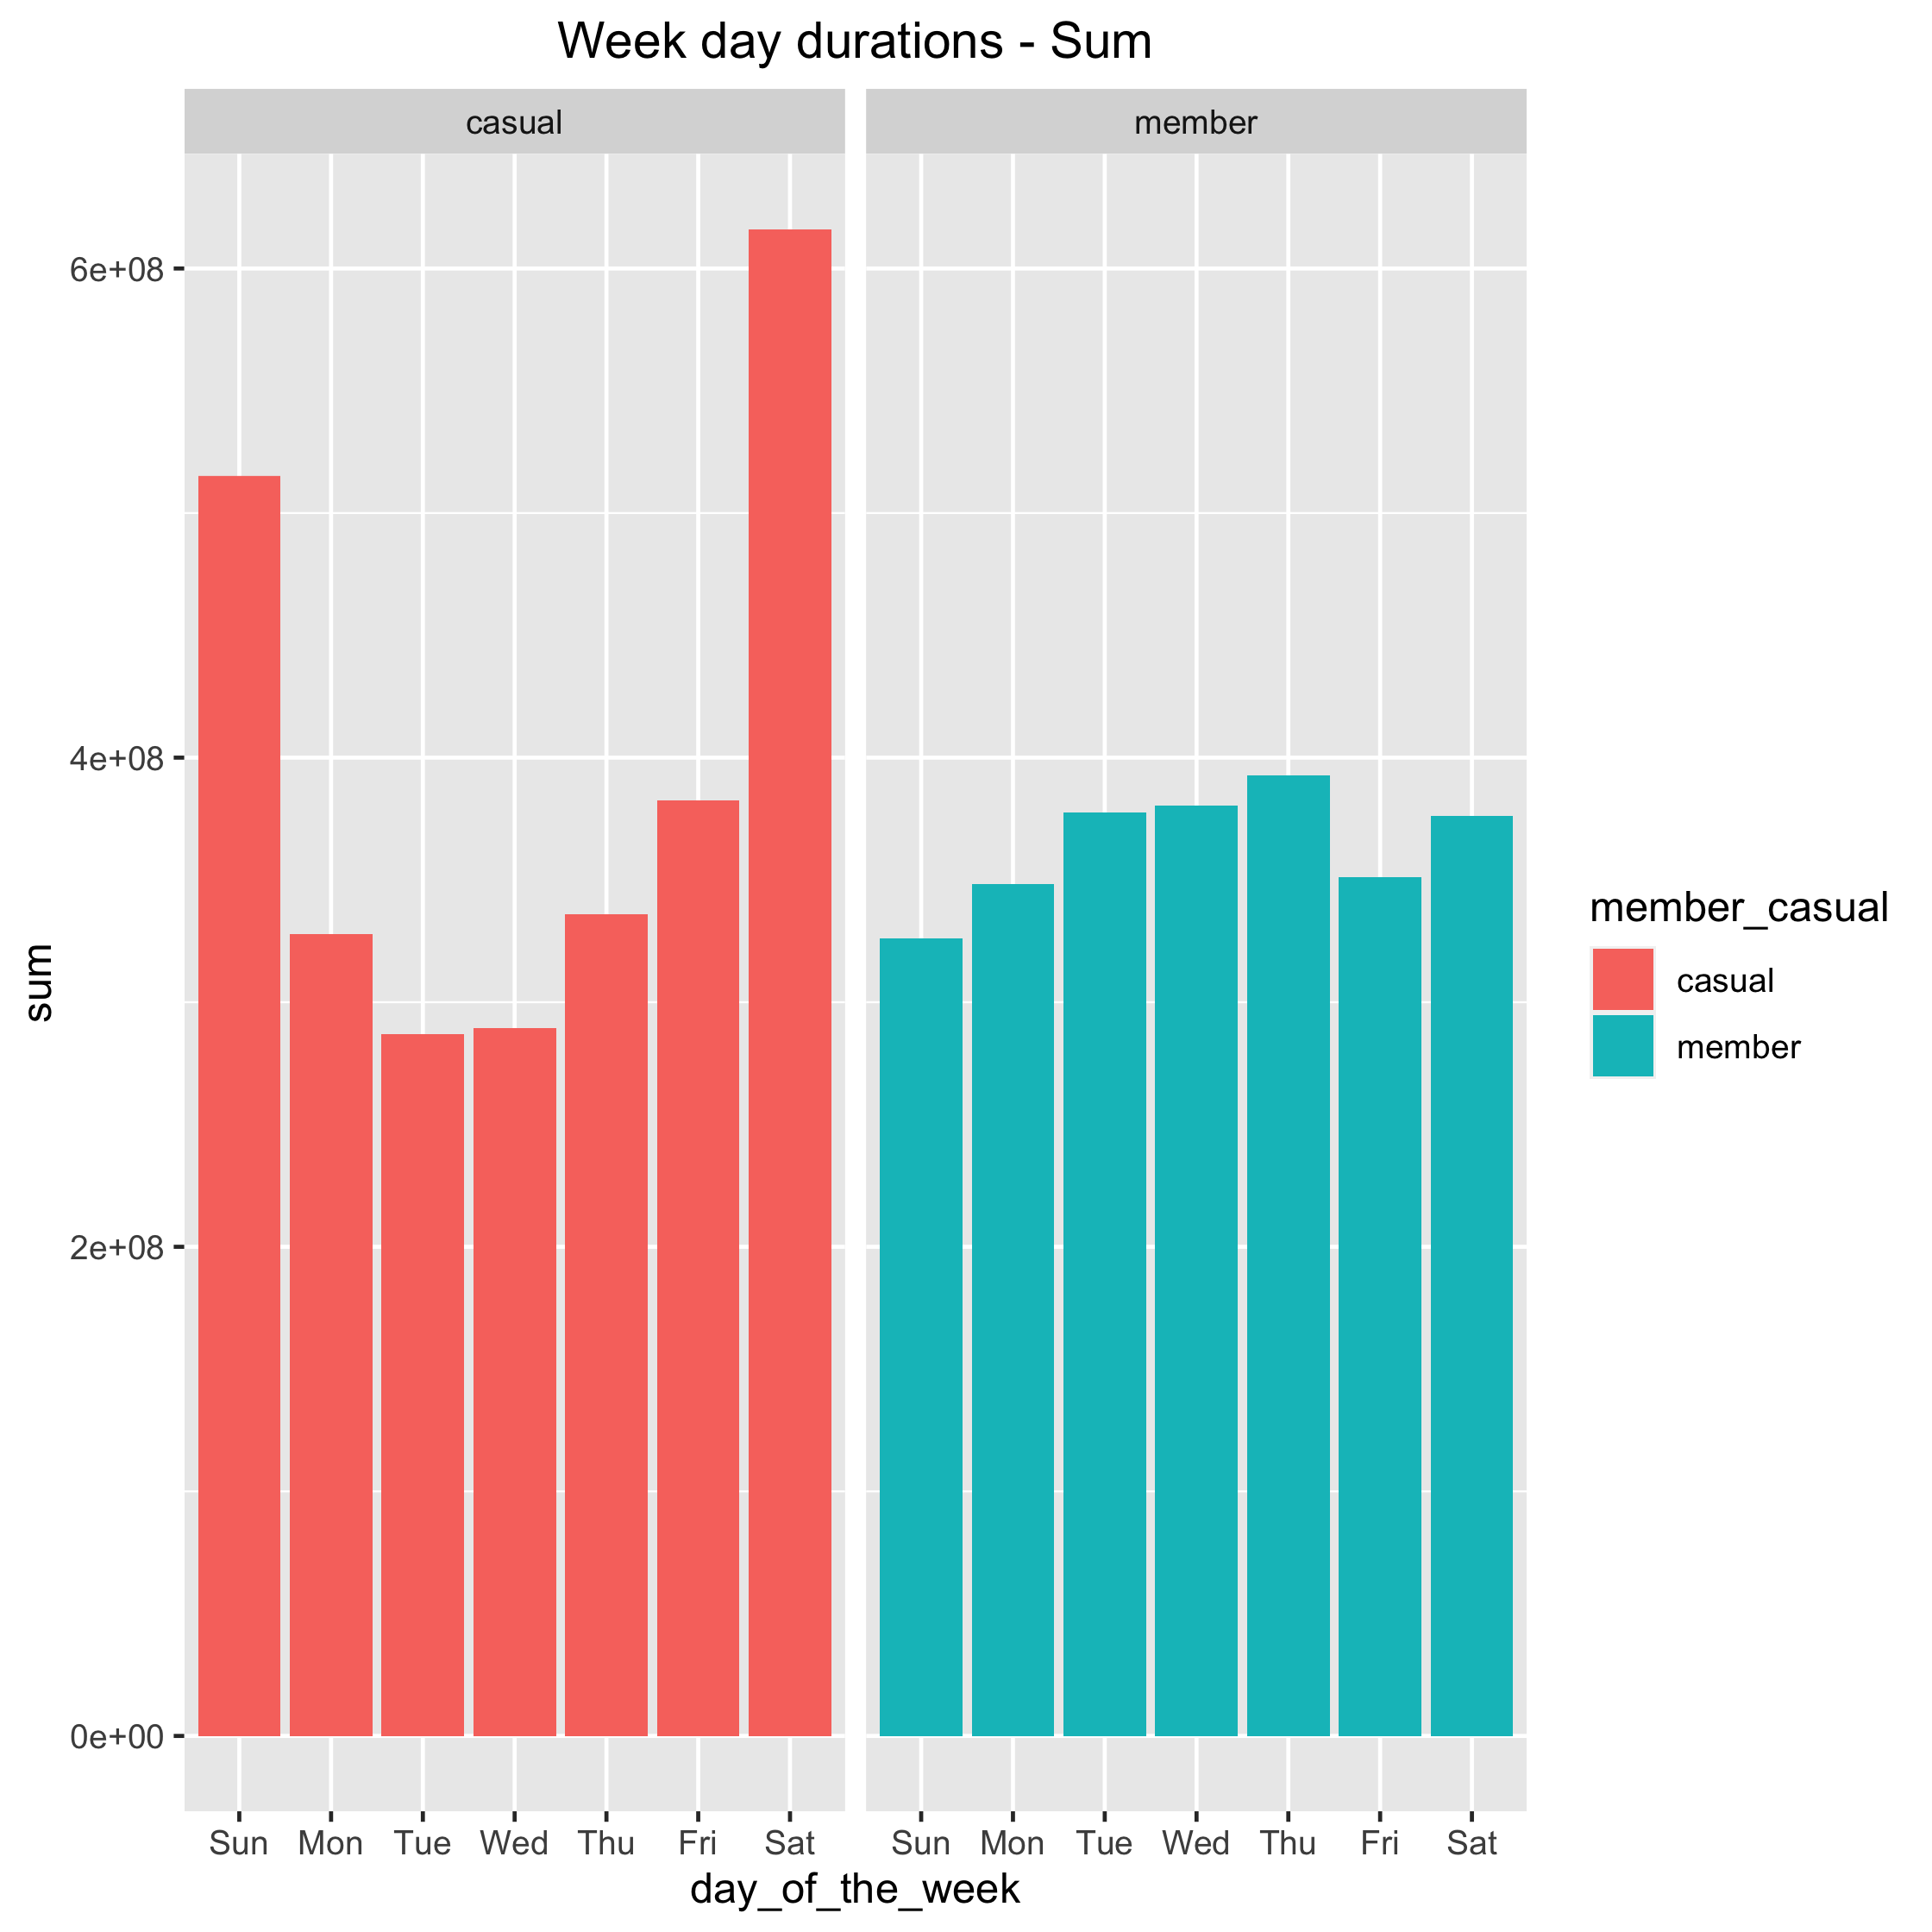 Week day durations - Sum
casual
member
6e+08
4e+08
2e+08
0e+00
sum
Sun Mon Tue Wed Thu Fri Sat
Sun Mon Tue Wed Thu Fri Sat
day_of_the_week
member_casual
casual
member